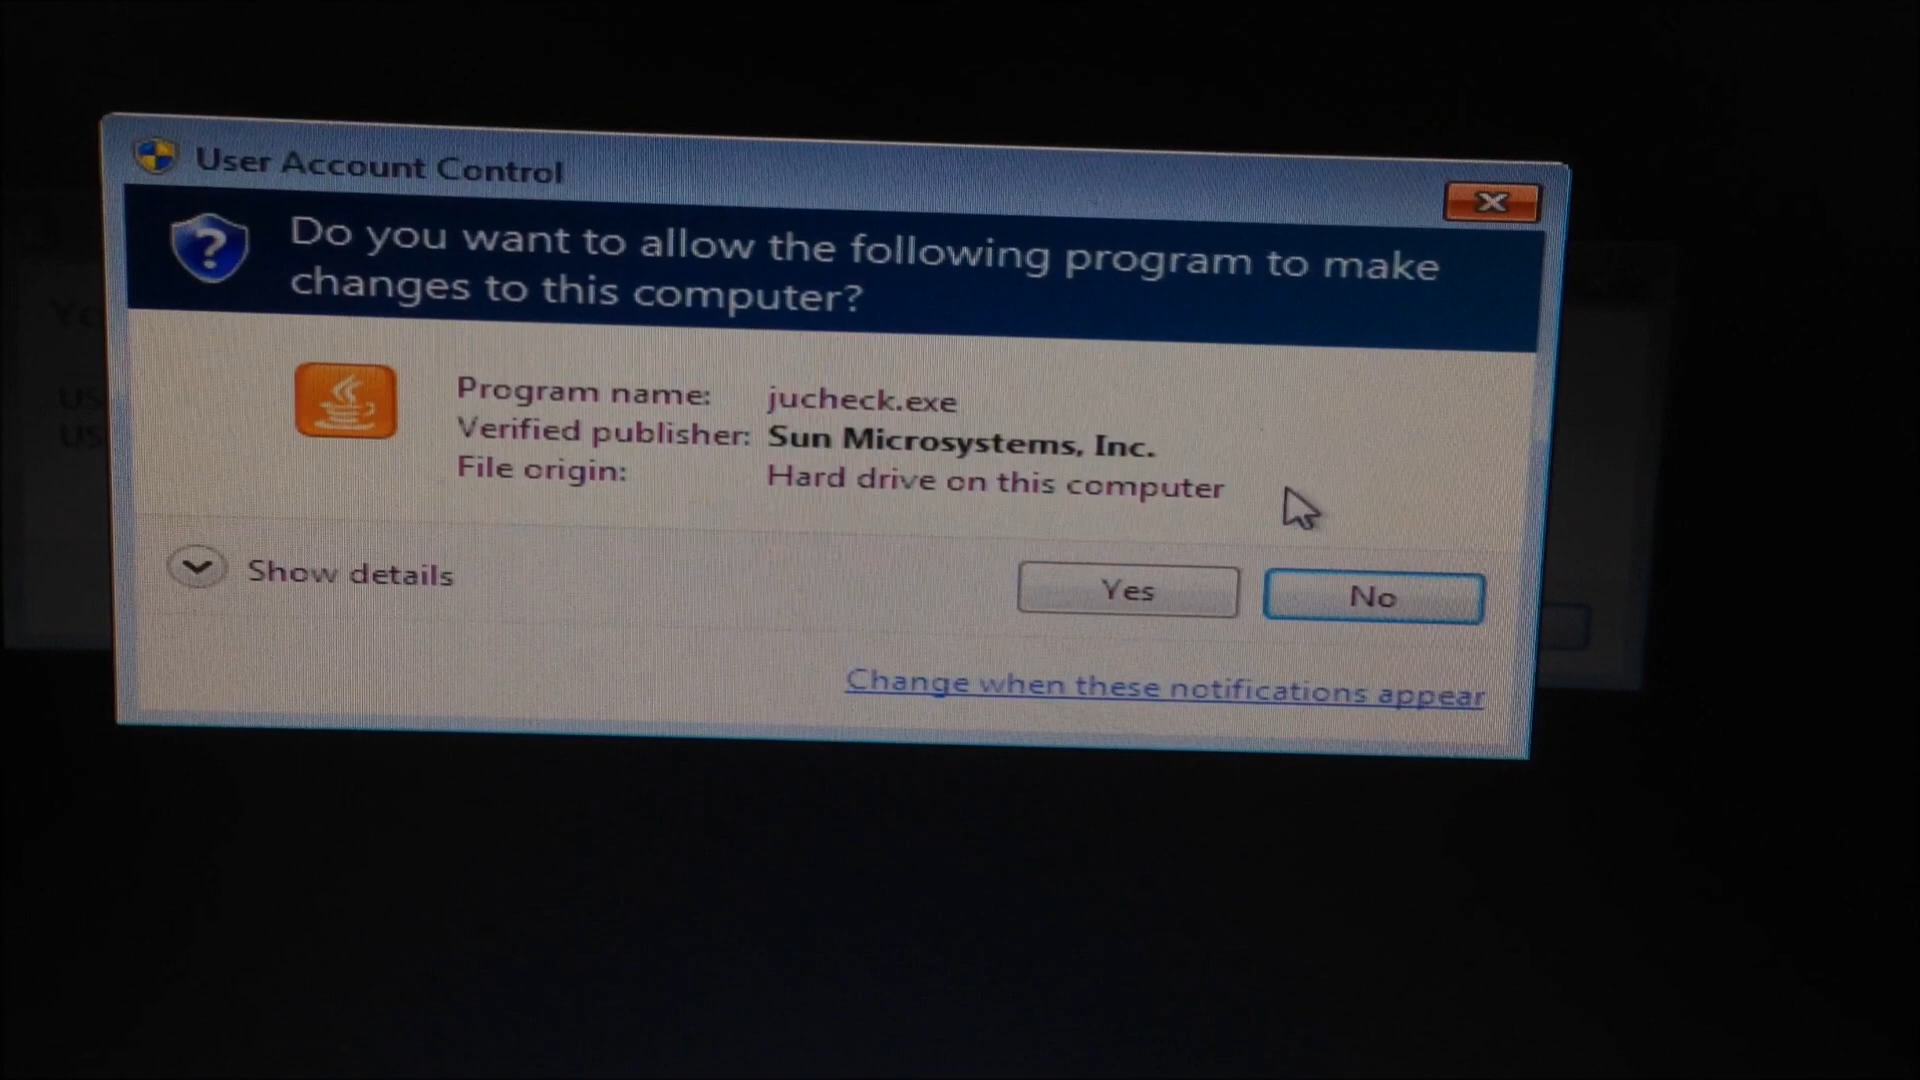 User Account Control
Do you want to allow the following program to make
changes to this computer?
Program name: jucheck.exe
Verified publisher: Sun Microsystems, Inc.
File origin: Hard drive on this computer
Show details
Yes
No
Change when these notifications appear